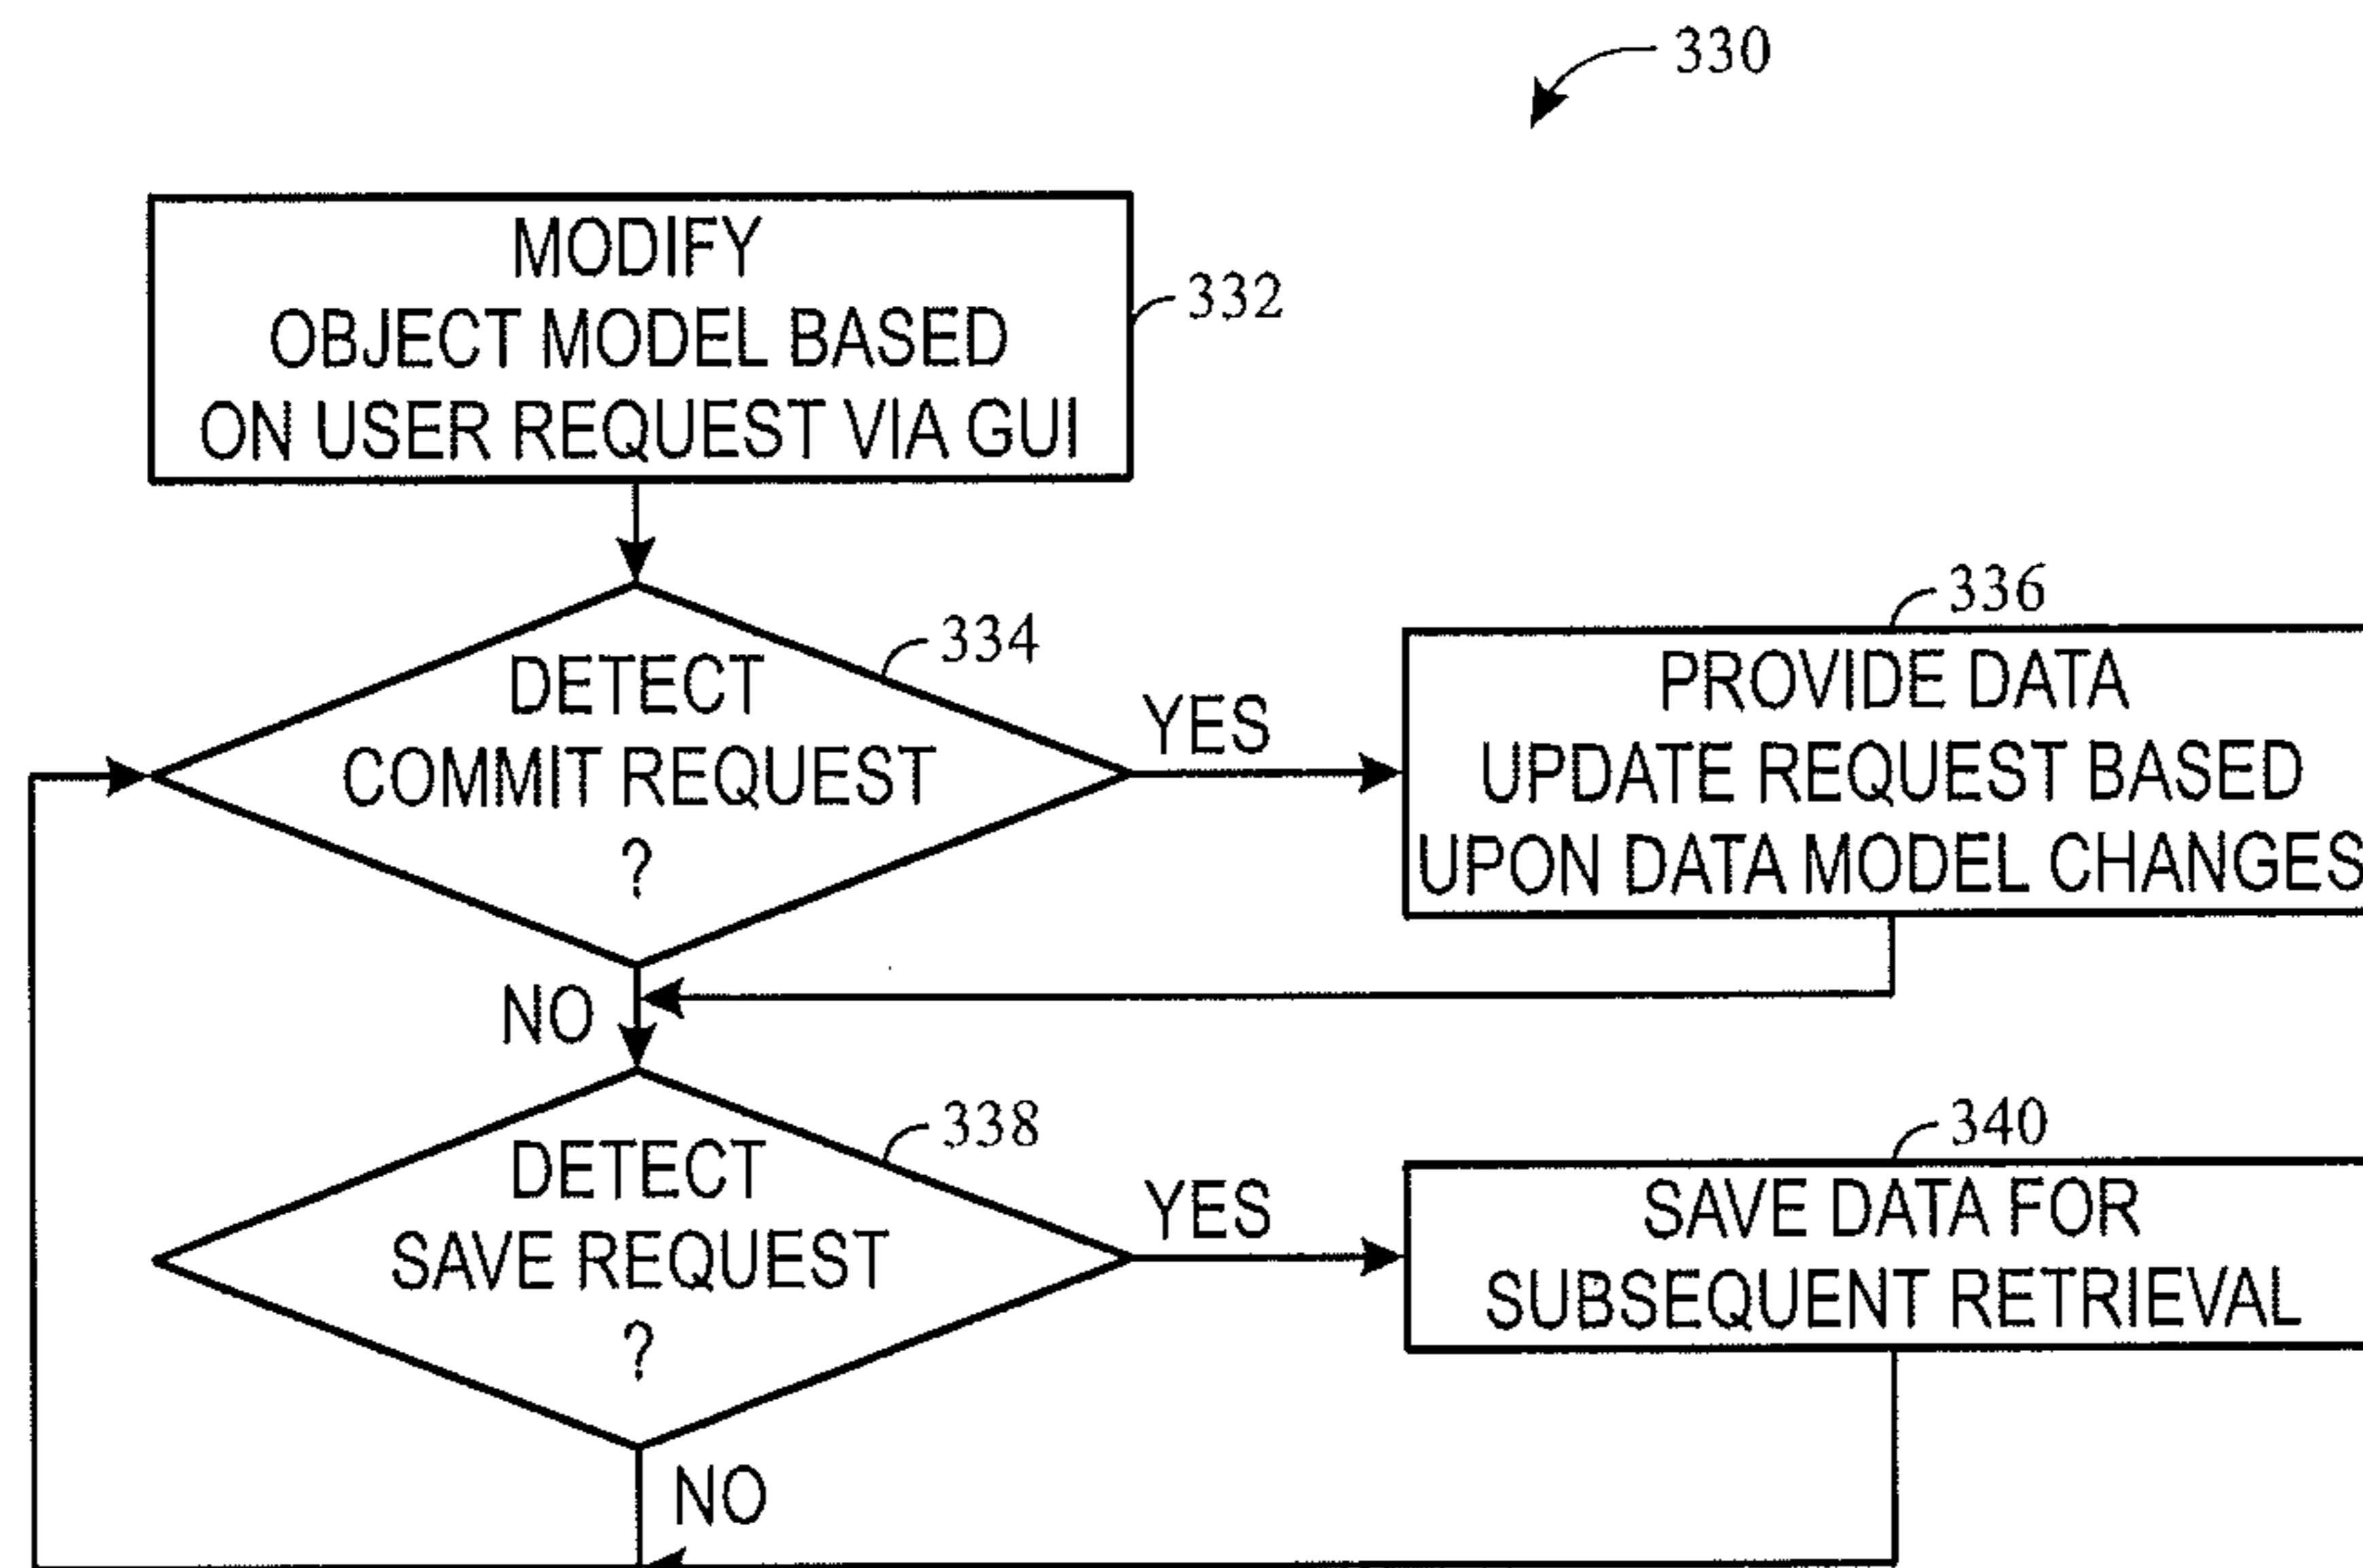 330
MODIFY
OBJECT MODEL BASED
ON USER REQUEST VIA GUI
332
DETECT
COMMIT REQUEST
?
334
YES
336
PROVIDE DATA
UPDATE REQUEST BASED
UPON DATA MODEL CHANGES
NO
DETECT
SAVE REQUEST
?
338
YES
340
SAVE DATA FOR
SUBSEQUENT RETRIEVAL
NO